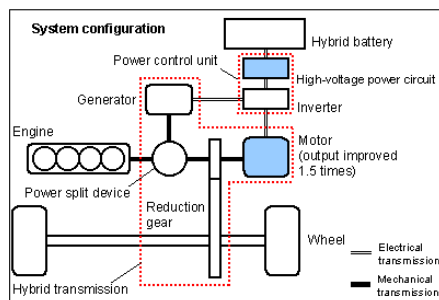 System configuration
Hybrid battery
Power control unit
High-voltage power circuit
Generator
Inverter
Engine
Motor
(output improved
1.5 times)
Power split device
Reduction
gear
Wheel
Hybrid transmission
Electrical
transmission
Mechanical
transmission